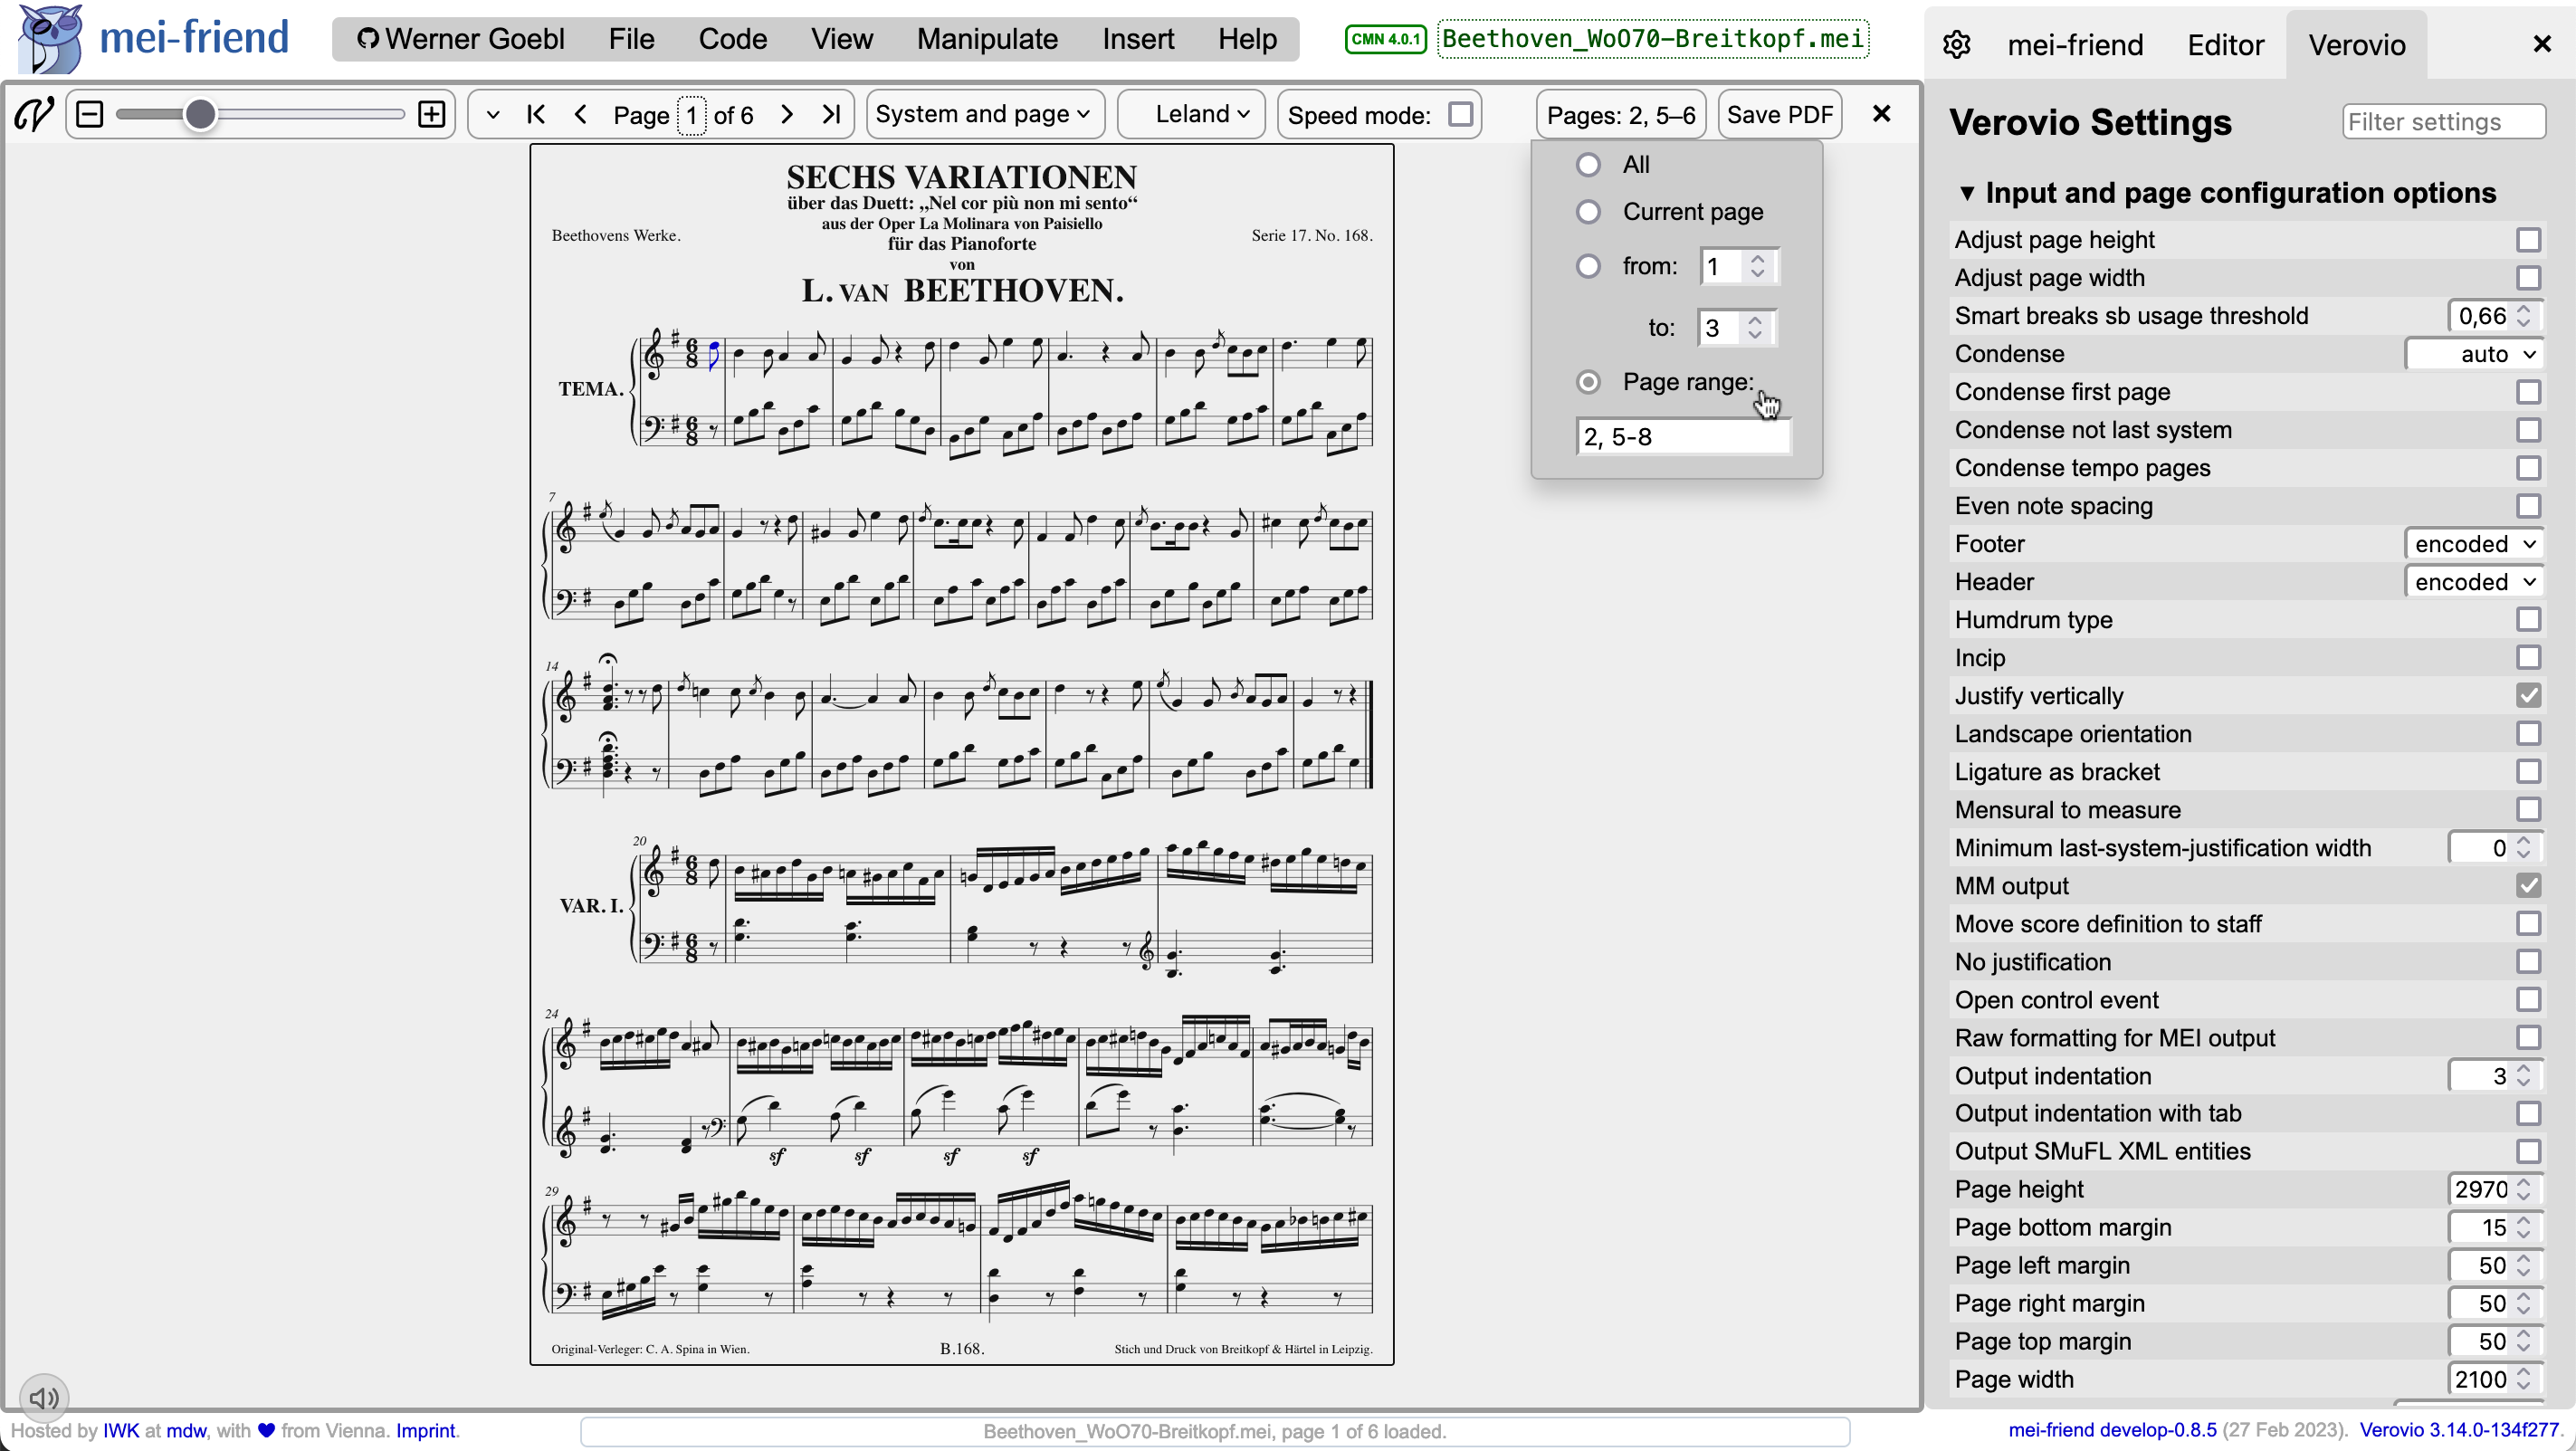 mei-friend
Werner Goebl File Code View Manipulate Insert Help
CMN 4.0.1 Beethoven_WoO70-Breitkopf.mei
mei-friend Editor Verovio
Page 1 of 6
System and page
Leland
Speed mode:
Pages: 2, 5–6
Save PDF
All
Current page
from: 1
to: 3
Page range:
2, 5-8
SECHS VARIATIONEN
über das Duett: „Nel cor più non mi sento“
aus der Oper La Molinara von Paisiello
Beethovens Werke.
für das Pianoforte
Serie 17. No. 168.
von
L. VAN BEETHOVEN.
TEMA.
6 8
6 8
7
14
20
VAR. I.
6 8
6 8
24
sf sf sf sf
29
Original-Verleger: C. A. Spina in Wien.
B.168.
Stich und Druck von Breitkopf & Härtel in Leipzig.
Verovio Settings
Filter settings
▼ Input and page configuration options
Adjust page height
Adjust page width
Smart breaks sb usage threshold 0,66
Condense auto
Condense first page
Condense not last system
Condense tempo pages
Even note spacing
Footer encoded
Header encoded
Humdrum type
Incip
Justify vertically
Landscape orientation
Ligature as bracket
Mensural to measure
Minimum last-system-justification width 0
MM output
Move score definition to staff
No justification
Open control event
Raw formatting for MEI output
Output indentation 3
Output indentation with tab
Output SMuFL XML entities
Page height 2970
Page bottom margin 15
Page left margin 50
Page right margin 50
Page top margin 50
Page width 2100
Hosted by IWK at mdw, with ♥ from Vienna. Imprint.
Beethoven_WoO70-Breitkopf.mei, page 1 of 6 loaded.
mei-friend develop-0.8.5 (27 Feb 2023). Verovio 3.14.0-134f277.